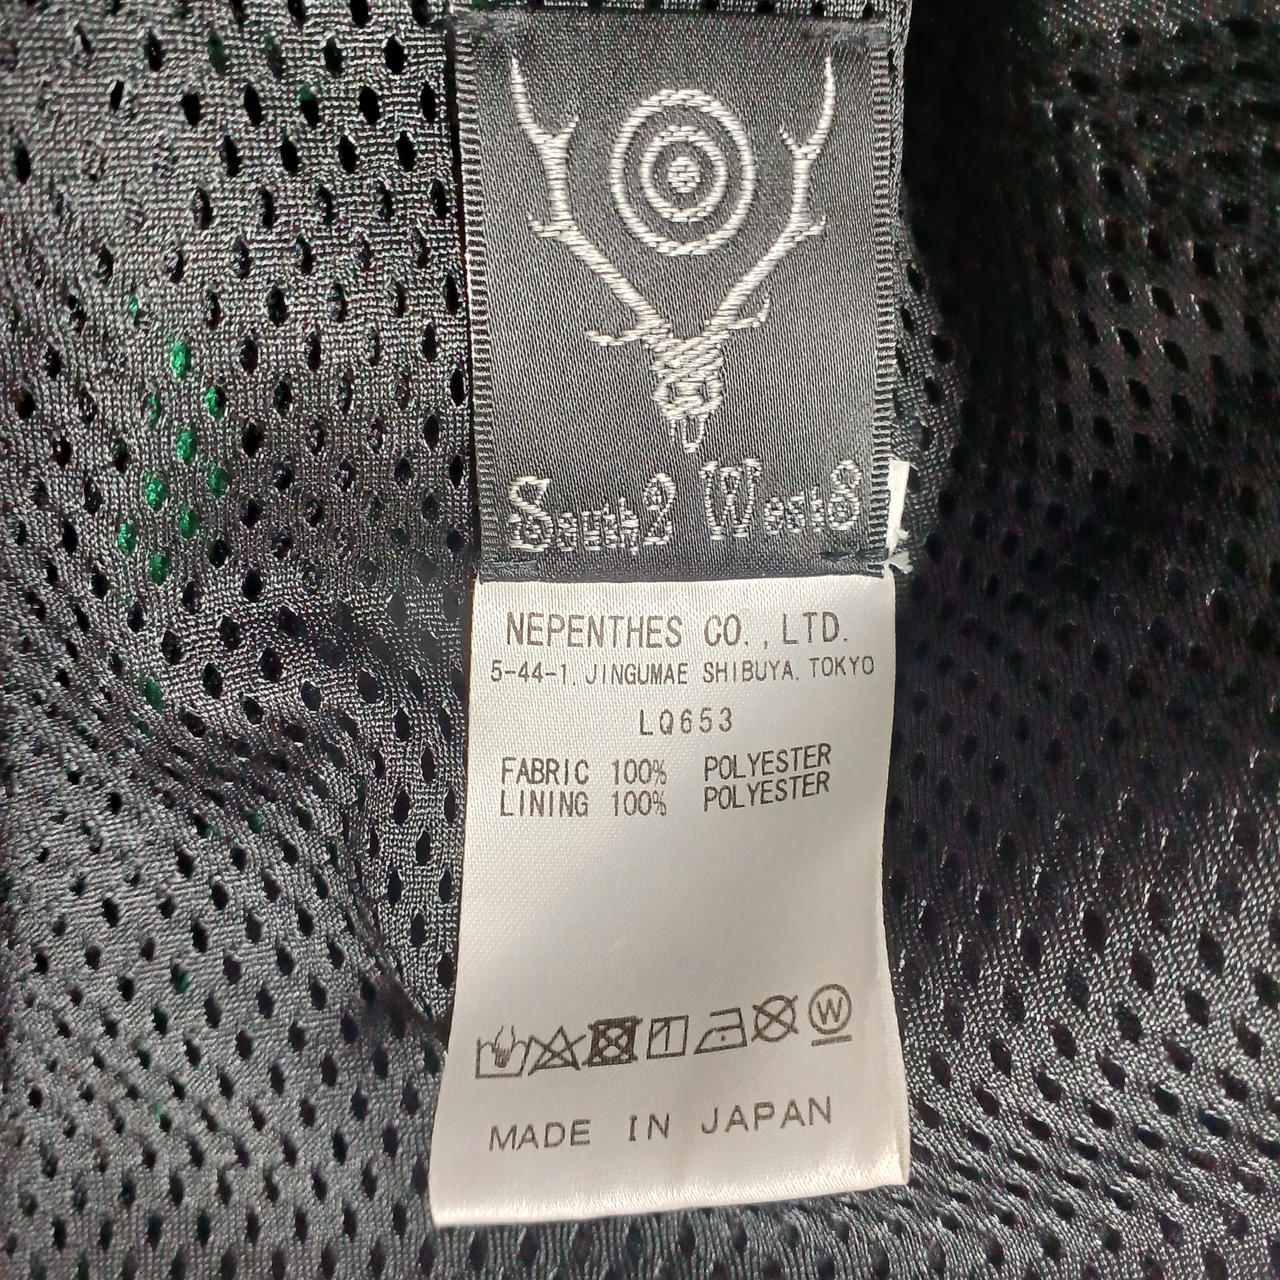 South2 West8
NEPENTHES CO.,LTD.
5-44-1, JINGUMAE SHIBUYA, TOKYO
LQ653
FABRIC 100% POLYESTER
LINING 100% POLYESTER
W
MADE IN JAPAN